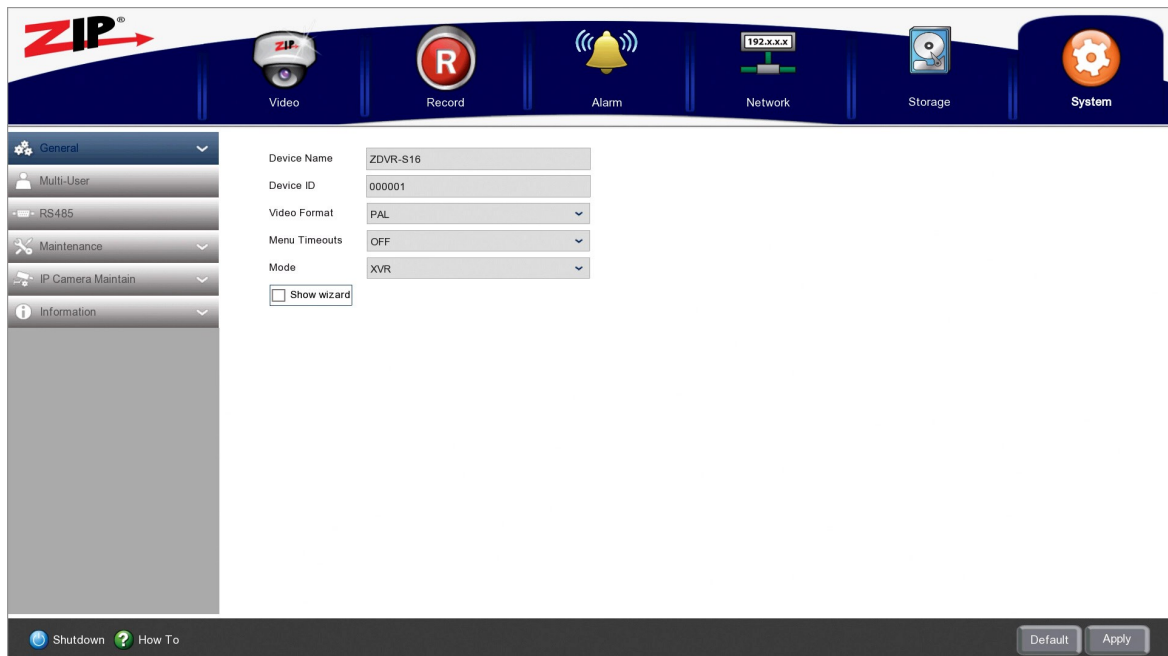 ZIP®
ZIP
R
192.x.x.x
Video
Record
Alarm
Network
Storage
System
General
Multi-User
RS485
Maintenance
IP Camera Maintain
Information
Device Name ZDVR-S16
Device ID 000001
Video Format PAL
Menu Timeouts OFF
Mode XVR
Show wizard
Shutdown ? How To
Default Apply